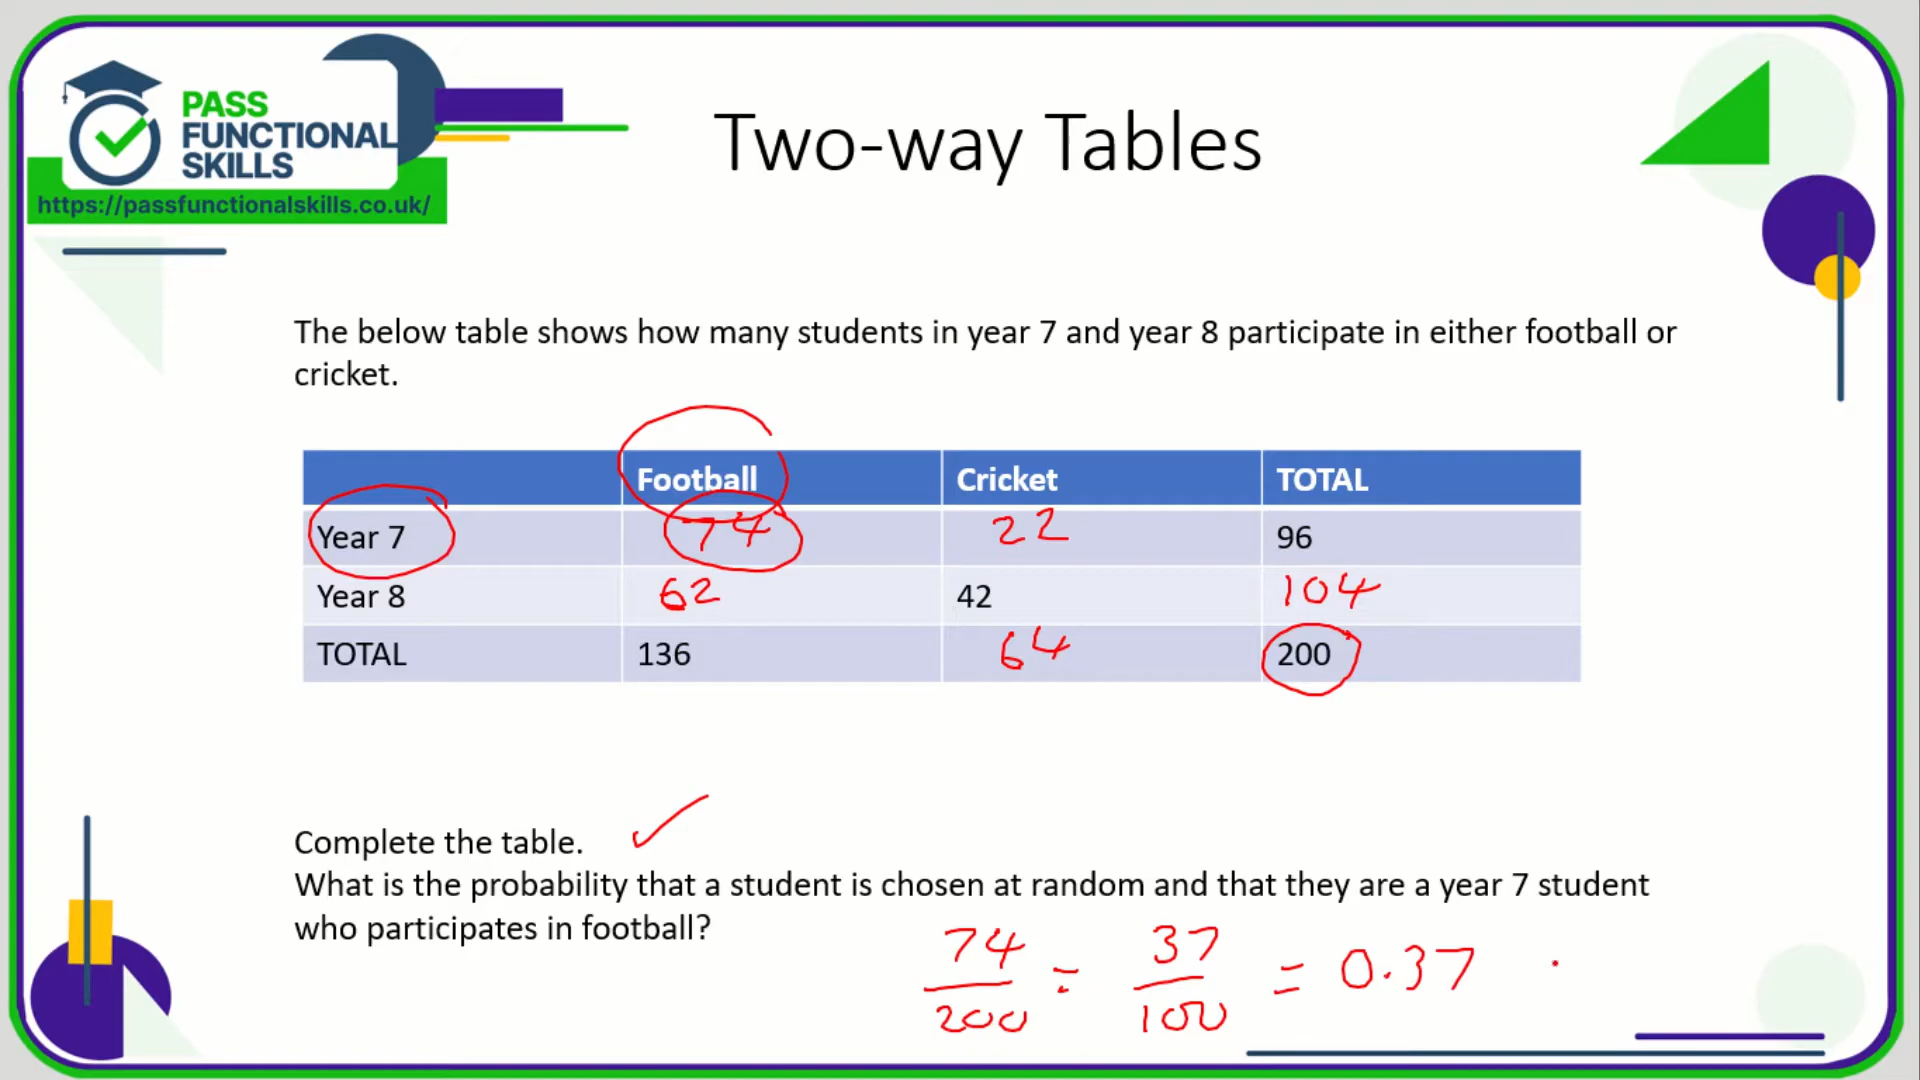 PASS
FUNCTIONAL
SKILLS
https://passfunctionalskills.co.uk/
Two-way Tables
The below table shows how many students in year 7 and year 8 participate in either football or
cricket.
Football Cricket TOTAL
Year 7 74 22 96
Year 8 62 42 104
TOTAL 136 64 200
Complete the table.
What is the probability that a student is chosen at random and that they are a year 7 student
who participates in football?
74/200 = 37/100 = 0.37